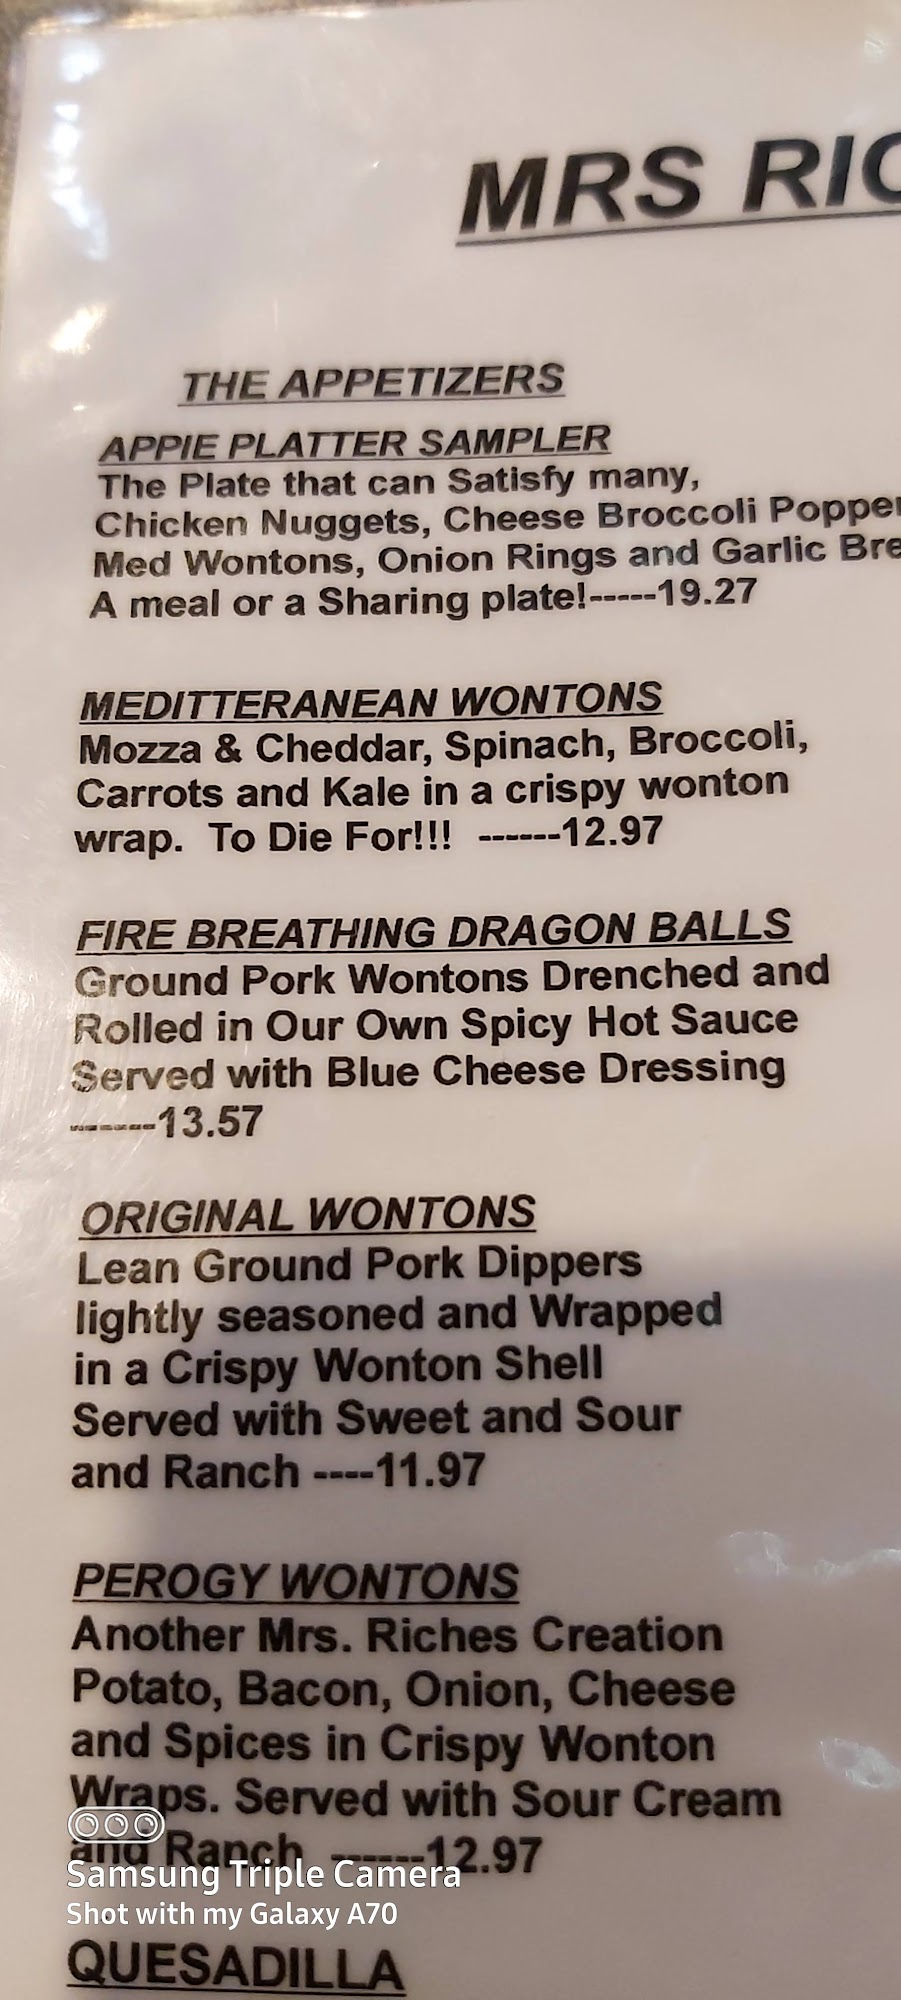 MRS RIC
THE APPETIZERS
APPIE PLATTER SAMPLER
The Plate that can Satisfy many,
Chicken Nuggets, Cheese Broccoli Popper
Med Wontons, Onion Rings and Garlic Bre
A meal or a Sharing plate!-----19.27
MEDITTERANEAN WONTONS
Mozza & Cheddar, Spinach, Broccoli,
Carrots and Kale in a crispy wonton
wrap. To Die For!!! ------12.97
FIRE BREATHING DRAGON BALLS
Ground Pork Wontons Drenched and
Rolled in Our Own Spicy Hot Sauce
Served with Blue Cheese Dressing
------13.57
ORIGINAL WONTONS
Lean Ground Pork Dippers
lightly seasoned and Wrapped
in a Crispy Wonton Shell
Served with Sweet and Sour
and Ranch ----11.97
PEROGY WONTONS
Another Mrs. Riches Creation
Potato, Bacon, Onion, Cheese
and Spices in Crispy Wonton
Wraps. Served with Sour Cream
and Ranch ------12.97
Samsung Triple Camera
Shot with my Galaxy A70
QUESADILLA